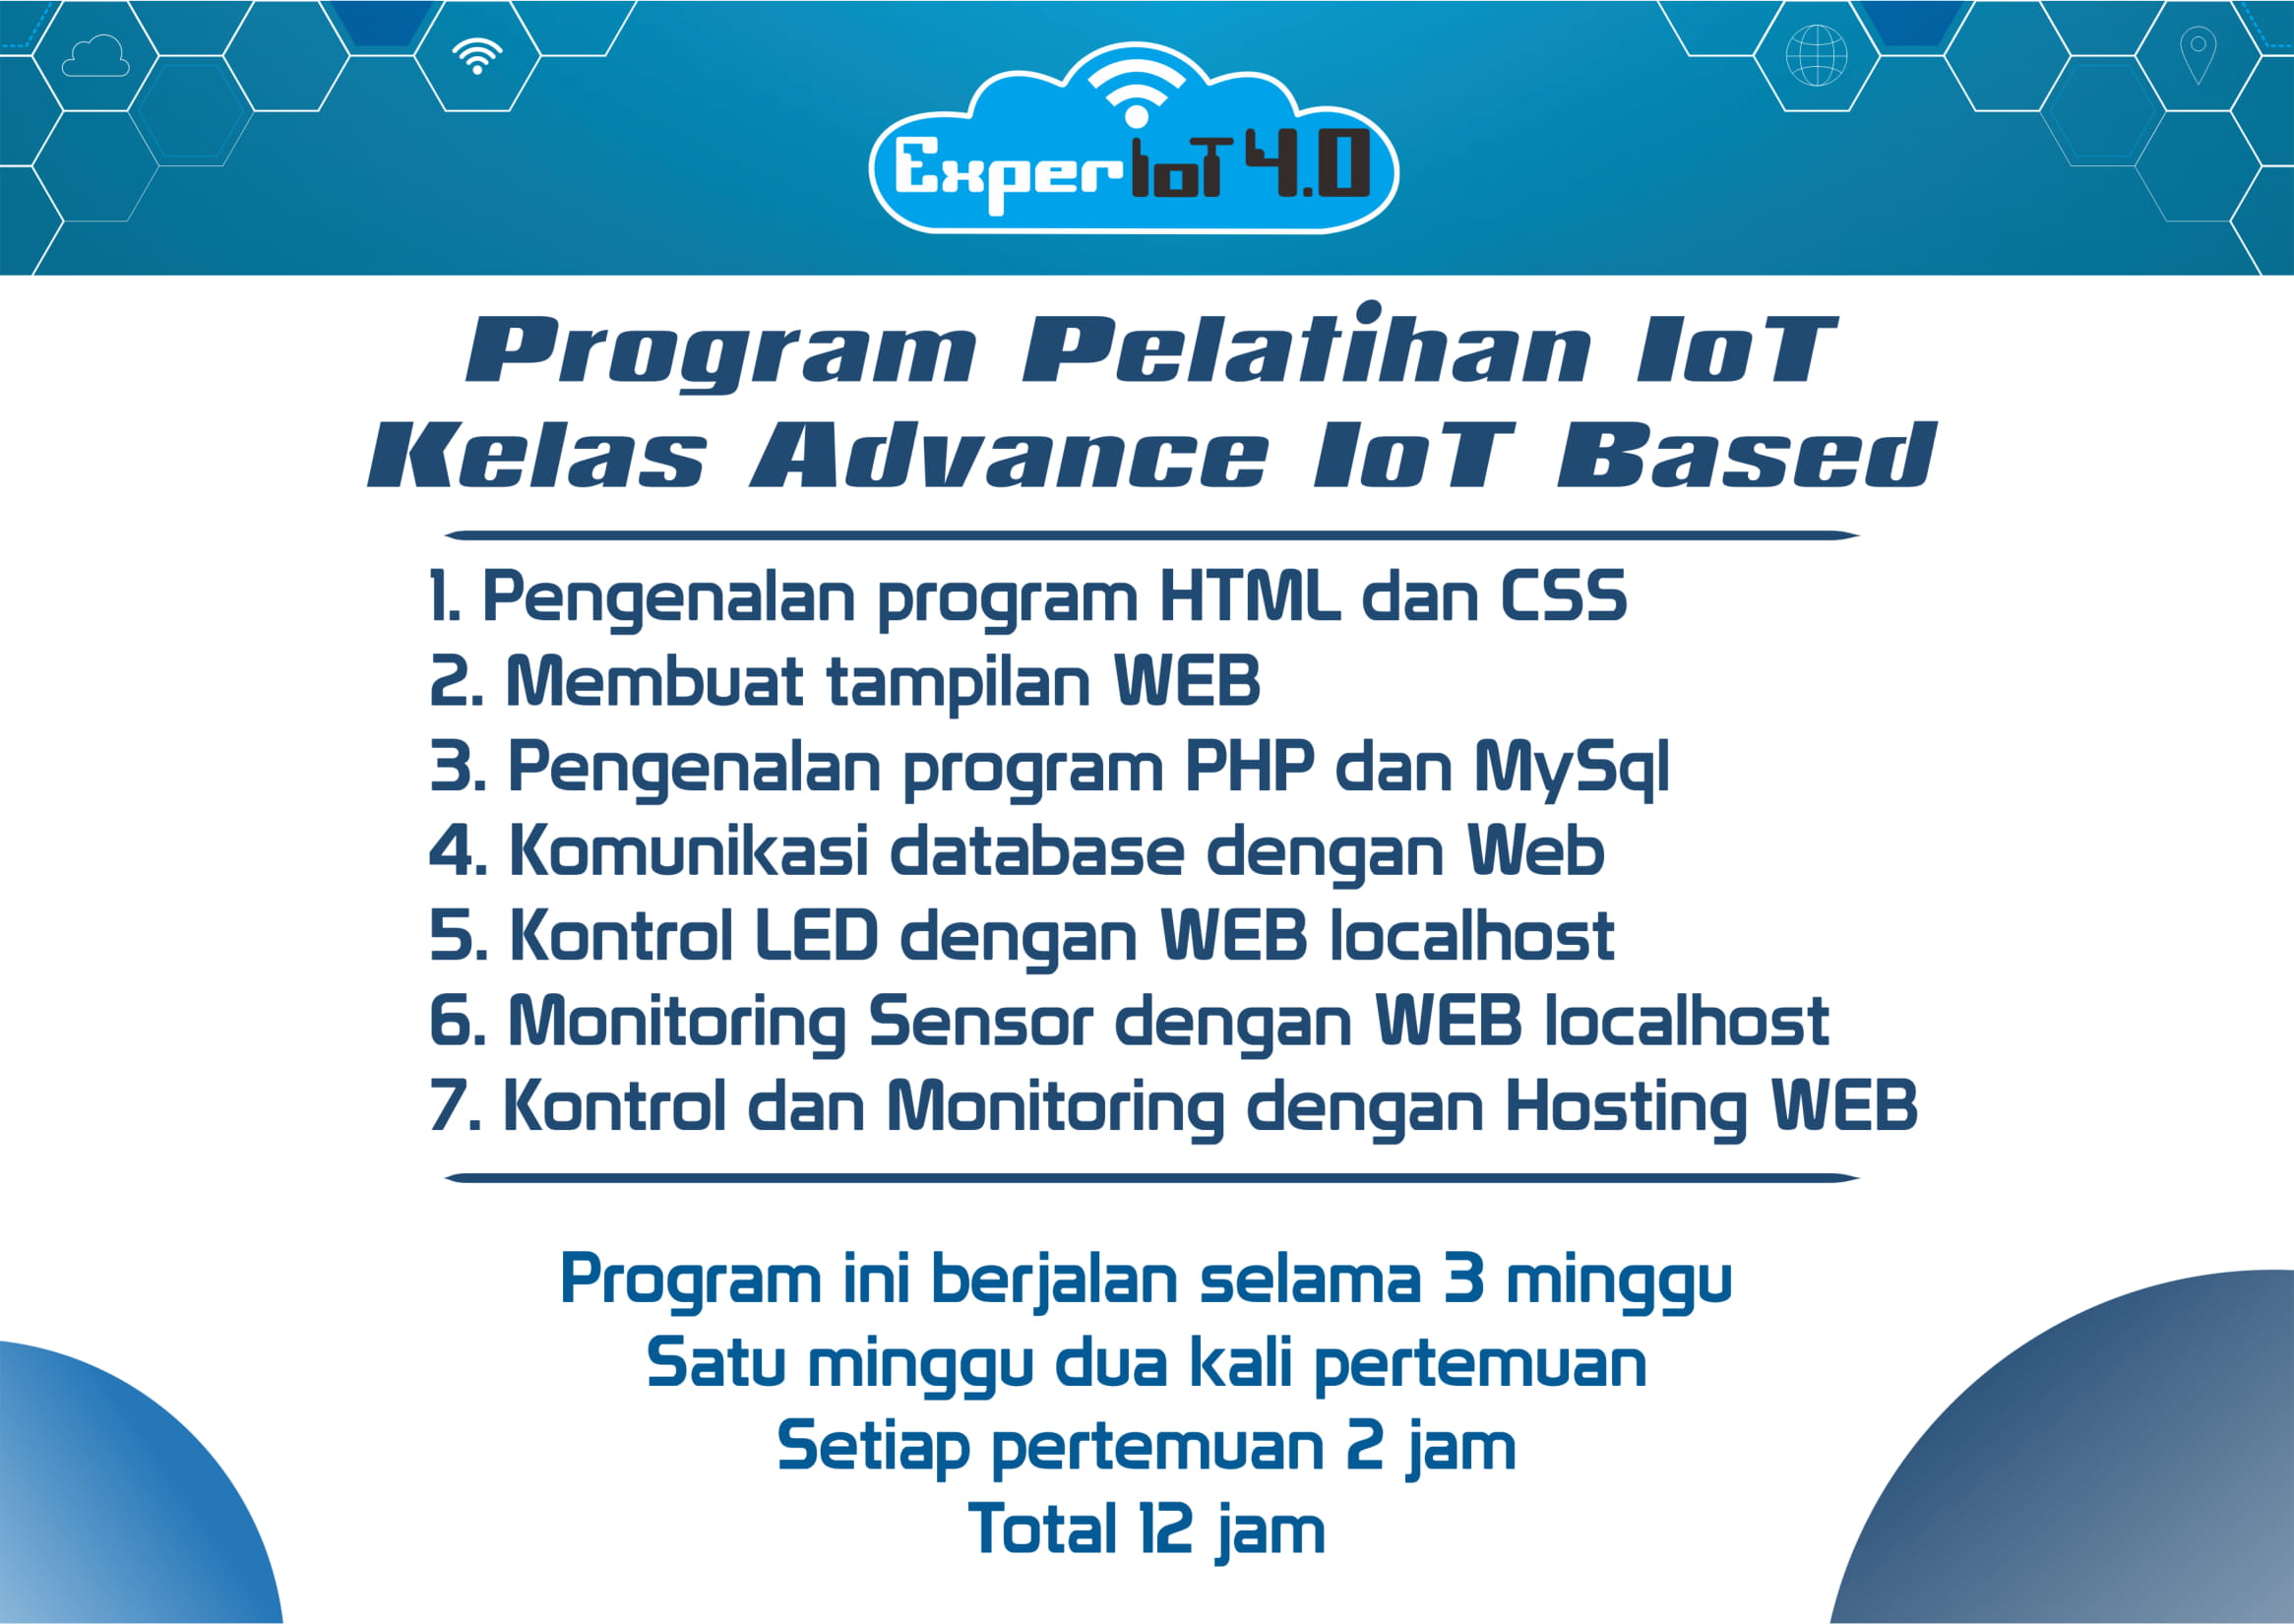 ExperIoT 4.0
Program Pelatihan IoT
Kelas Advance IoT Based
1. Pengenalan program HTML dan CSS
2. Membuat tampilan WEB
3. Pengenalan program PHP dan MySql
4. Komunikasi database dengan Web
5. Kontrol LED dengan WEB localhost
6. Monitoring Sensor dengan WEB localhost
7. Kontrol dan Monitoring dengan Hosting WEB
Program ini berjalan selama 3 minggu
Satu minggu dua kali pertemuan
Setiap pertemuan 2 jam
Total 12 jam